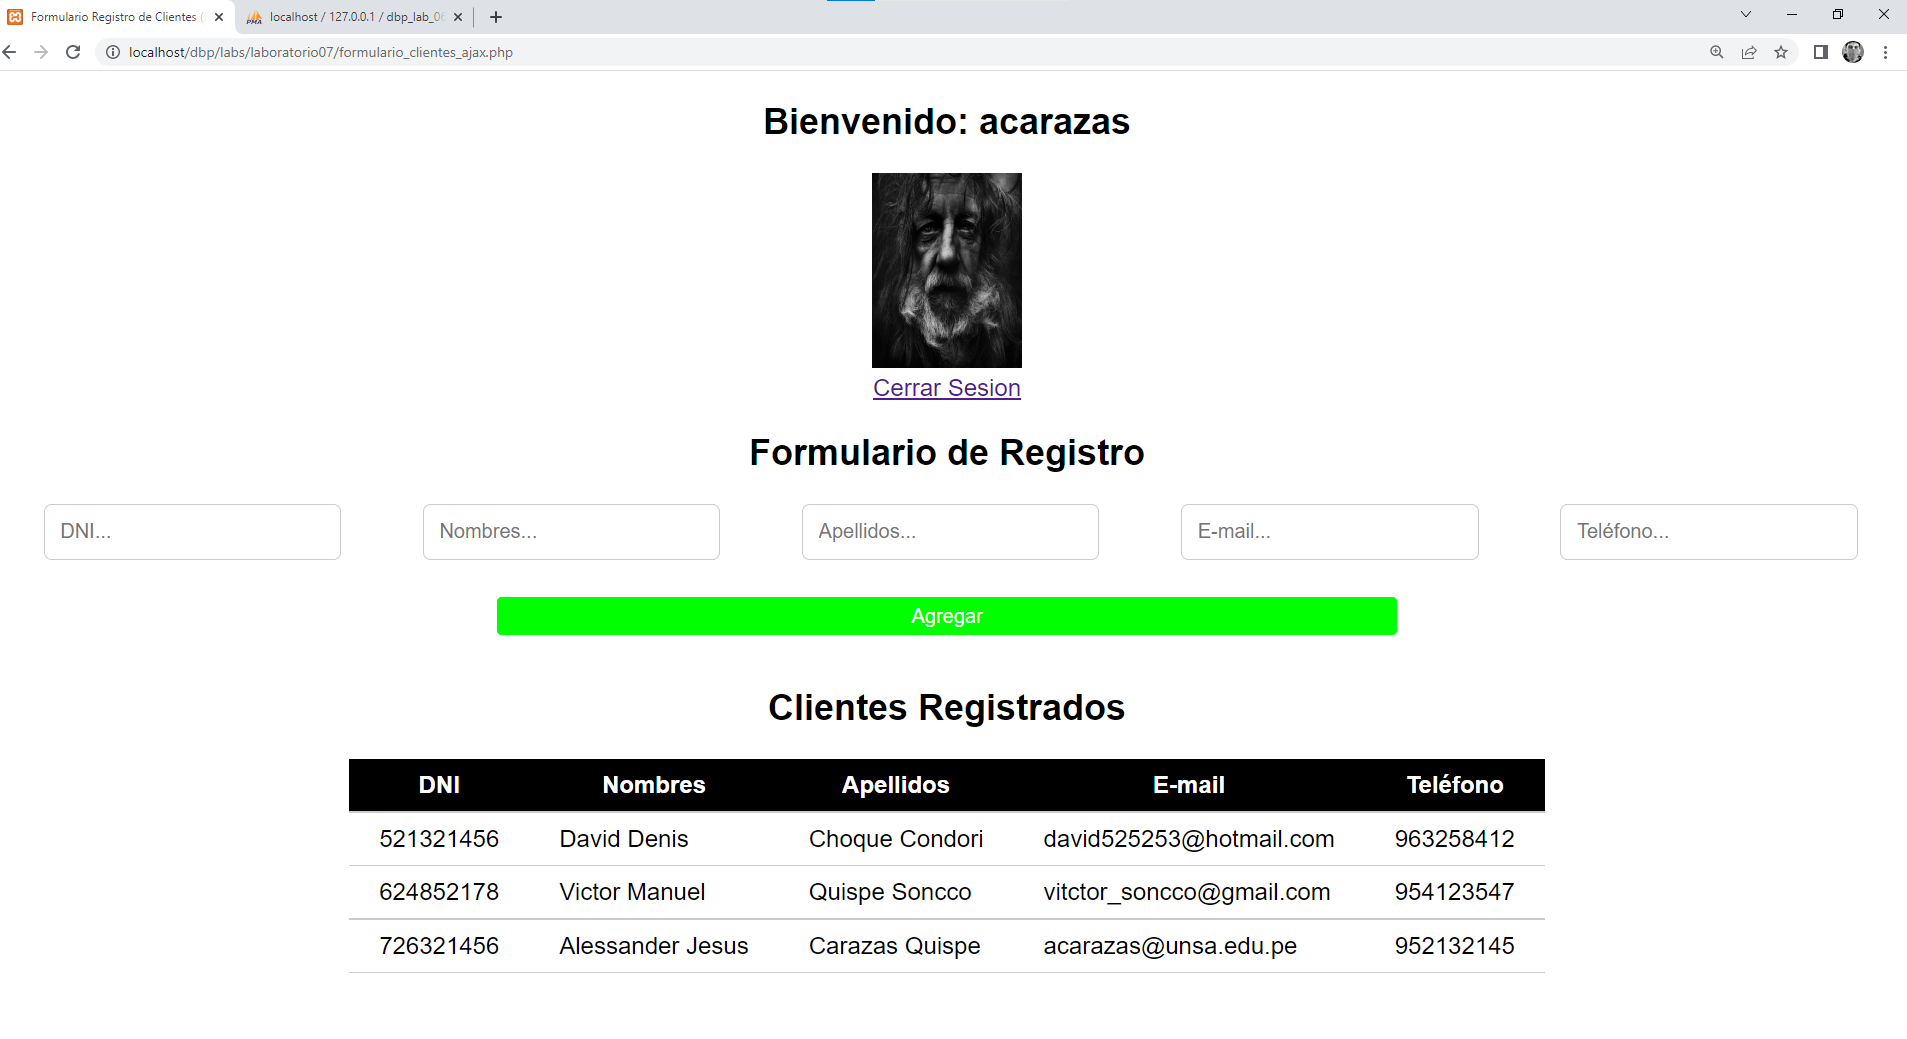 Formulario Registro de Clientes (
localhost / 127.0.0.1 / dbp_lab_06
localhost/dbp/labs/laboratorio07/formulario_clientes_ajax.php
Bienvenido: acarazas
Cerrar Sesion
Formulario de Registro
DNI... Nombres... Apellidos... E-mail... Teléfono...
Agregar
Clientes Registrados
DNI Nombres Apellidos E-mail Teléfono
521321456 David Denis Choque Condori david525253@hotmail.com 963258412
624852178 Victor Manuel Quispe Soncco vitctor_soncco@gmail.com 954123547
726321456 Alessander Jesus Carazas Quispe acarazas@unsa.edu.pe 952132145